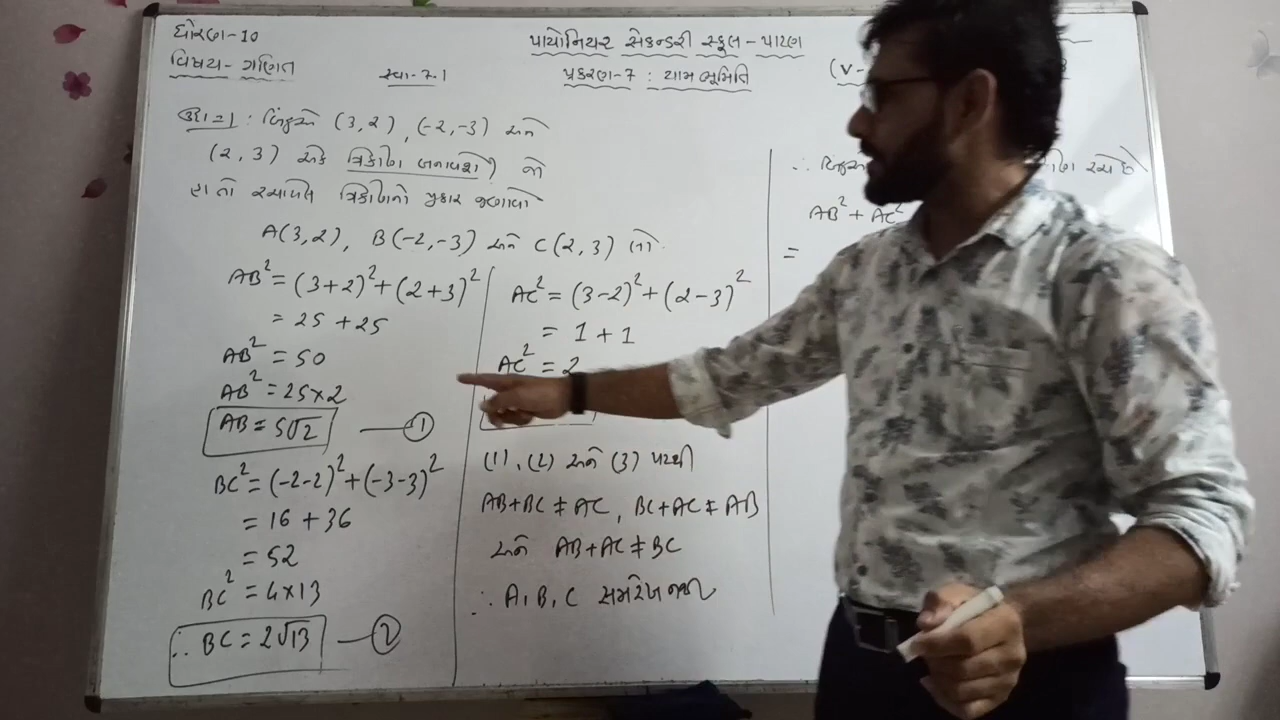 ધોરણ-10
વિષય-ગણિત
સ્વા-7.1
પાયોનિયર સેકન્ડરી સ્કૂલ-પાટણ
પ્રકરણ-7 : યામ ભૂમિતિ
(V-
ઉદા.1 : બિંદુઓ (3,2), (-2,-3) અને
(2,3) એક ત્રિકોણ બનાવશે? જો
હા તો રચાયેલ ત્રિકોણનો પ્રકાર જણાવો
A(3,2), B(-2,-3) અને C(2,3) લો.
AB² = (3+2)² + (2+3)²
= 25 + 25
AB² = 50
AB² = 25×2
AB = 5√2 — ①
BC² = (-2-2)² + (-3-3)²
= 16 + 36
= 52
BC² = 4×13
∴ BC = 2√13 — ②
AC² = (3-2)² + (2-3)²
= 1 + 1
AC² = 2
(1), (2) અને (3) પરથી
AB+BC ≠ AC, BC+AC ≠ AB
અને AB+AC ≠ BC
∴ A, B, C સમરેખ નથી
AB² + AC²
=